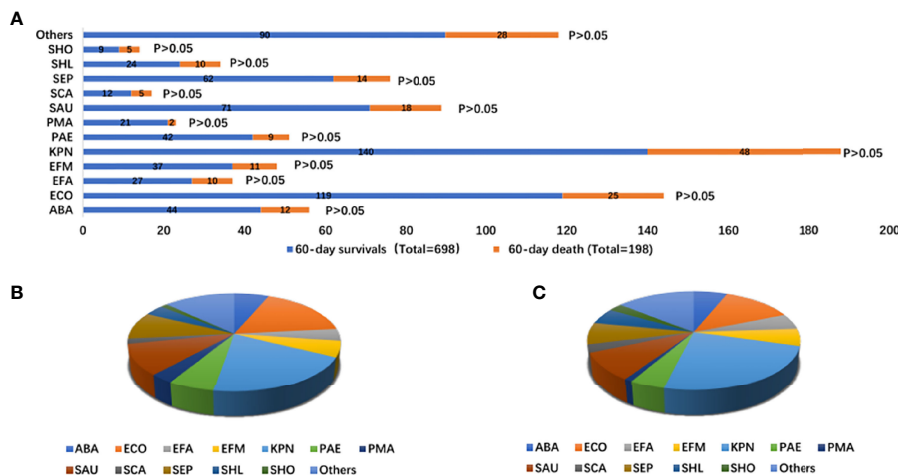 A
Others 90 28 P>0.05
SHO 9 5 P>0.05
SHL 24 10 P>0.05
SEP 62 14 P>0.05
SCA 12 5 P>0.05
SAU 71 18 P>0.05
PMA 21 2 P>0.05
PAE 42 9 P>0.05
KPN 140 48 P>0.05
EFM 37 11 P>0.05
EFA 27 10 P>0.05
ECO 119 25 P>0.05
ABA 44 12 P>0.05
0 20 40 60 80 100 120 140 160 180 200
60-day survivals (Total=698) 60-day death (Total=198)
B
ABA ECO EFA EFM KPN PAE PMA
SAU SCA SEP SHL SHO Others
C
ABA ECO EFA EFM KPN PAE PMA
SAU SCA SEP SHL SHO Others